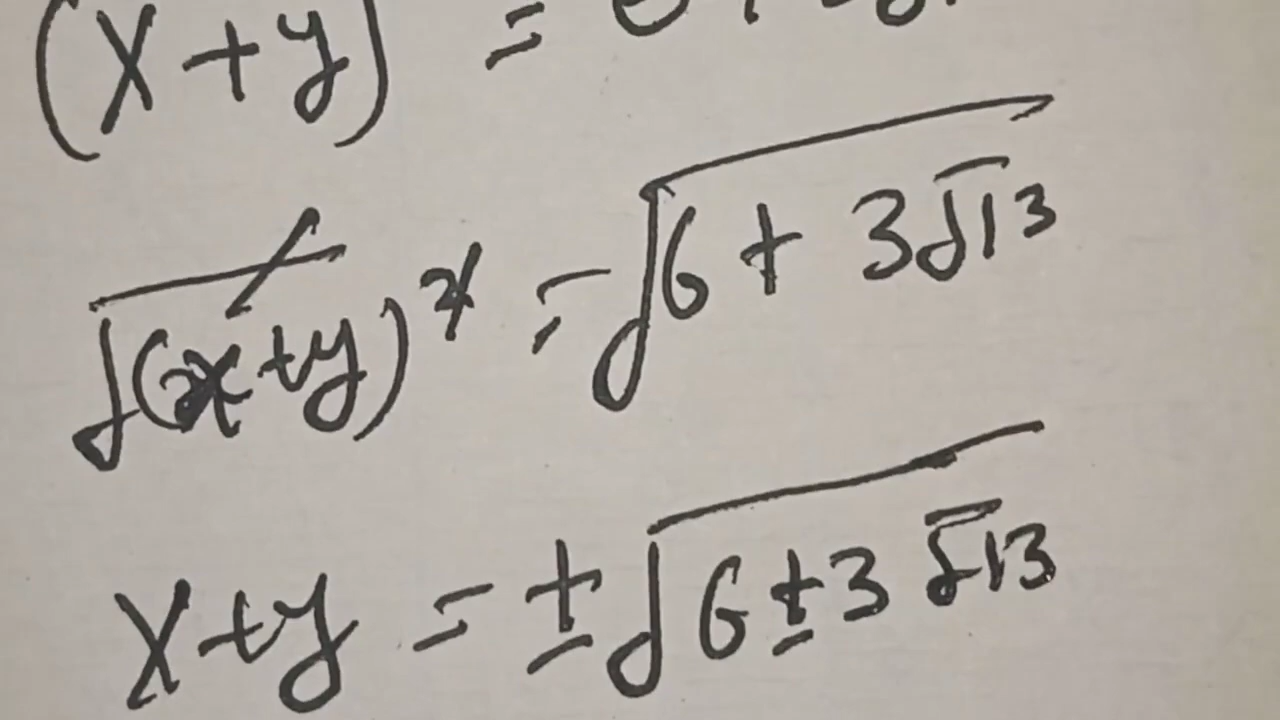 (x+y) =
√(x+y)² = √6 + 3√13
x+y = ±√6 ± 3√13